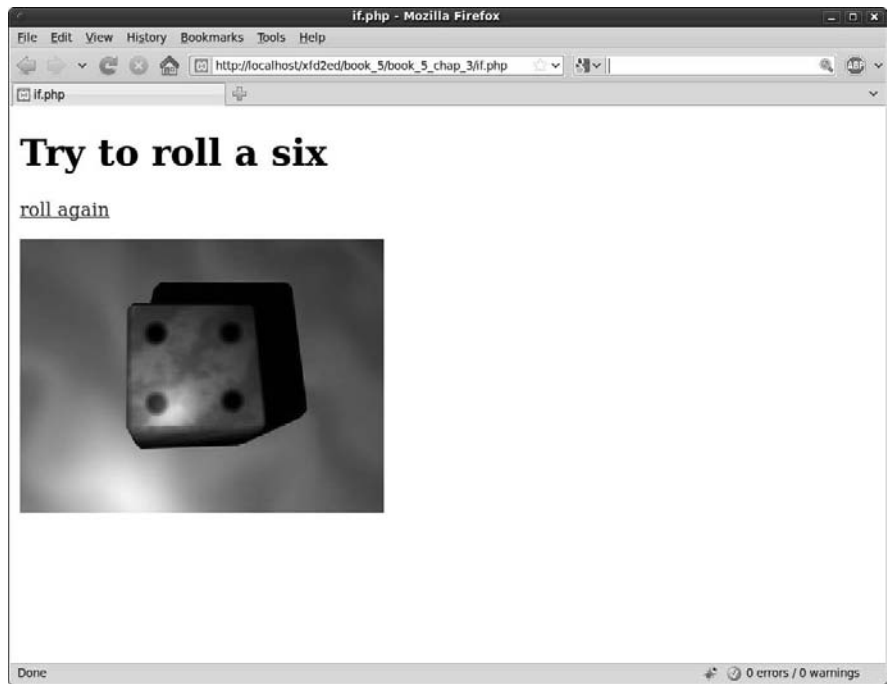 if.php - Mozilla Firefox
File Edit View History Bookmarks Tools Help
http://localhost/xfd2ed/book_5/book_5_chap_3/if.php
ABP
if.php
Try to roll a six
roll again
Done
0 errors / 0 warnings